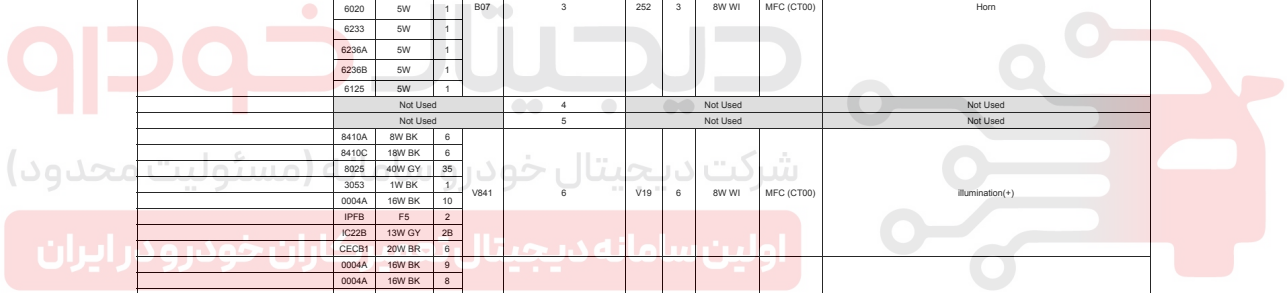 6020 5W 1 B07 3 252 3 8W WI MFC (CT00) Horn
6233 5W 1
6236A 5W 1
6236B 5W 1
6125 5W 1
Not Used 4 Not Used Not Used
Not Used 5 Not Used Not Used
8410A 8W BK 6
8410C 18W BK 6
8025 40W GY 35
3053 1W BK 1
V841 6 V19 6 8W WI MFC (CT00) illumination(+)
0004A 16W BK 10
IPFB F5 2
IC22B 13W GY 2B
CECB1 20W BR 6
0004A 16W BK 9
0004A 16W BK 8
دیجیتال خودرو
شرکت دیجیتال خودرو سامانه (مسئولیت محدود)
اولین سامانه دیجیتال تعمیرکاران خودرو در ایران